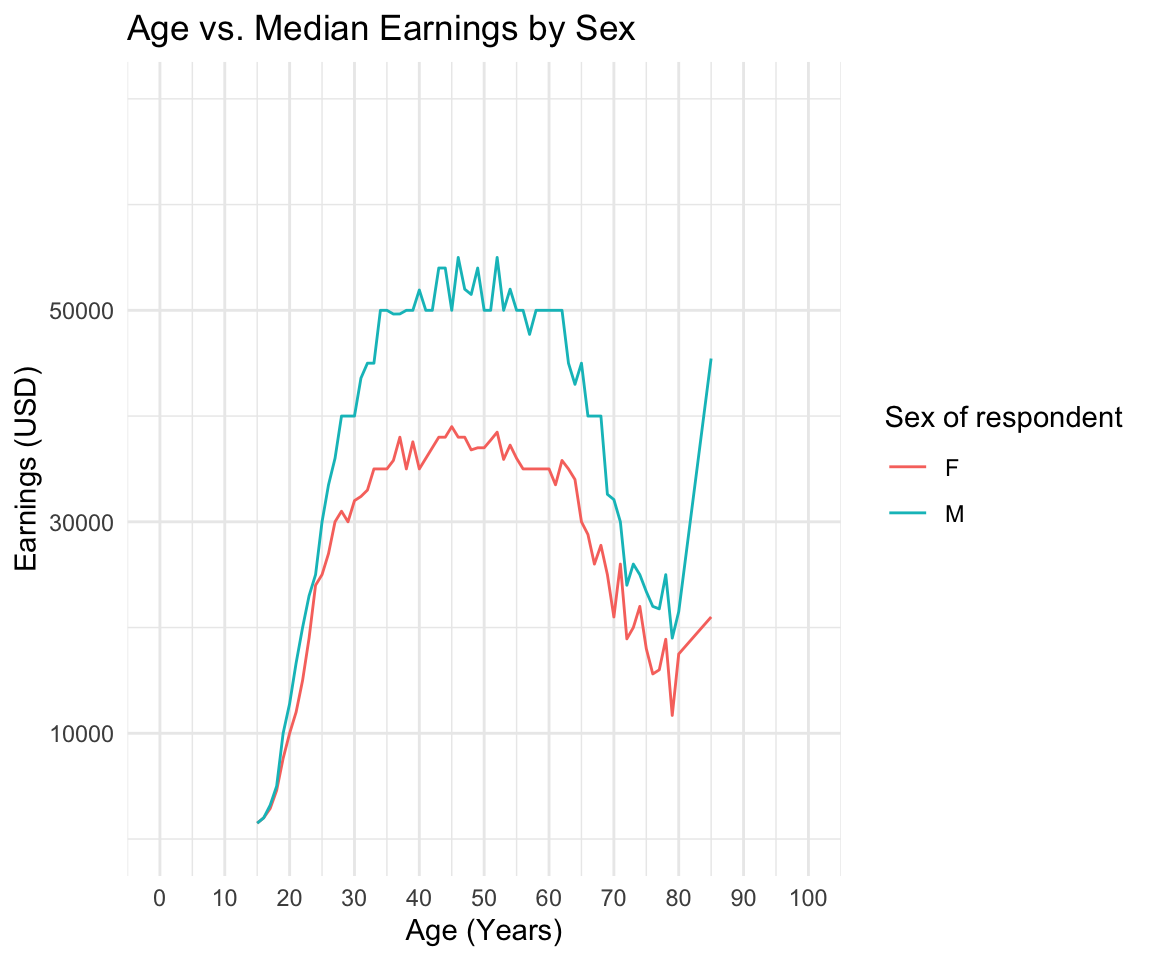 Age vs. Median Earnings by Sex
Earnings (USD)
50000
30000
10000
0 10 20 30 40 50 60 70 80 90 100
Age (Years)
Sex of respondent
F
M